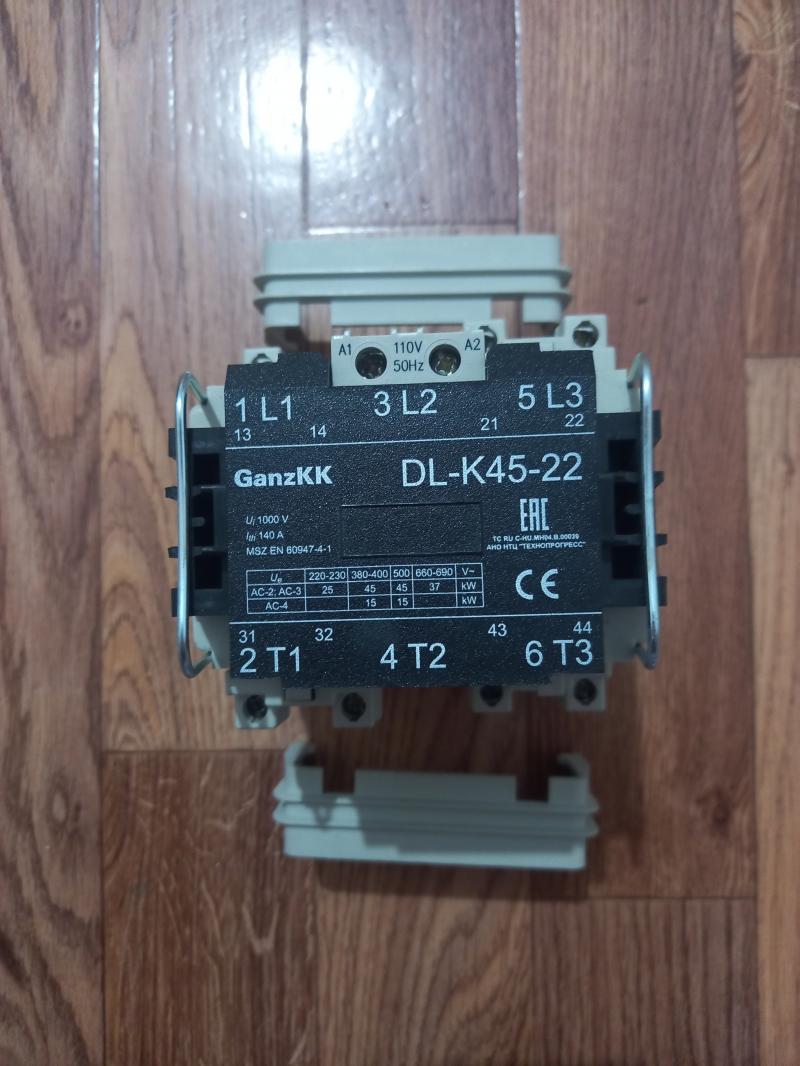 A1 110V A2
50Hz
1 L1 3 L2 5 L3
13 14 21 22
GanzKK DL-K45-22
Ui 1000 V
Ith 140 A
MSZ EN 60947-4-1
EAC
TC RU C-HU.MH04.B.00039
АНО НТЦ "ТЕХНОПРОГРЕСС"
Ue 220-230 380-400 500 660-690 V~
AC-2; AC-3 25 45 45 37 kW
AC-4 15 15 kW
CE
31 32 43 44
2 T1 4 T2 6 T3